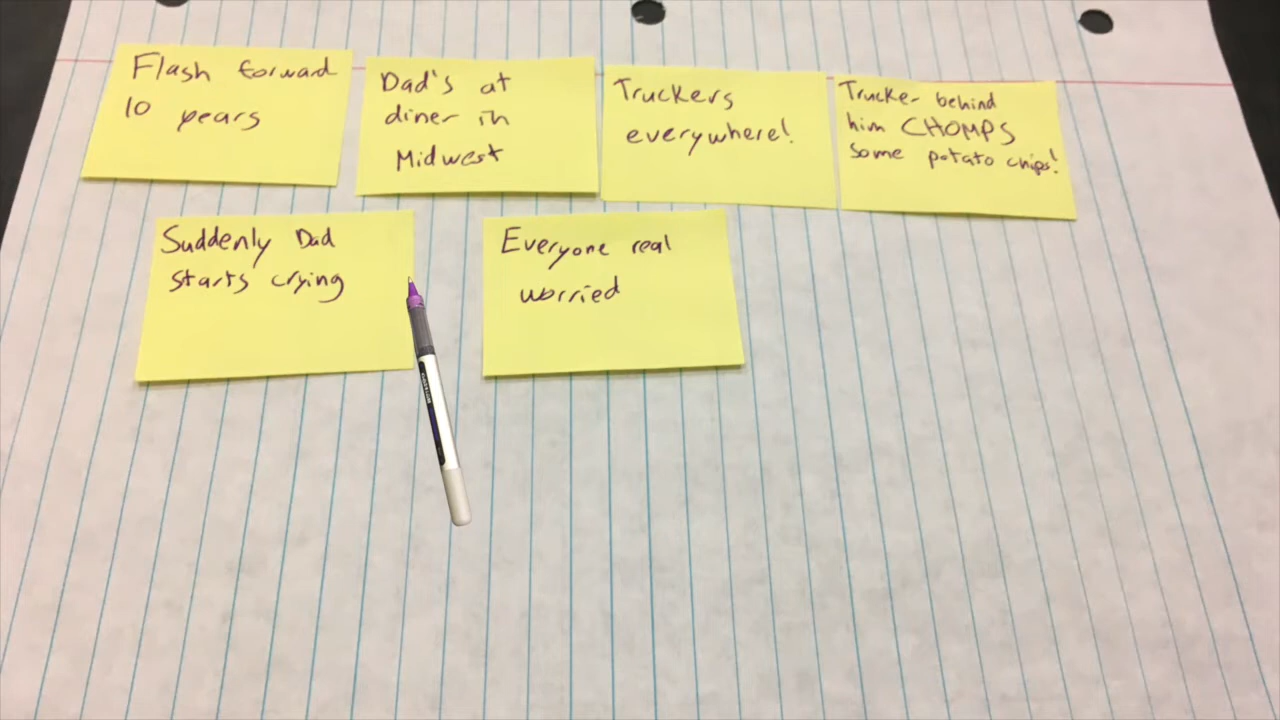 Flash forward
10 years
Dad's at
diner in
Midwest
Truckers
everywhere!
Trucker behind
him CHOMPS
some potato chips!
Suddenly Dad
starts crying
Everyone real
worried